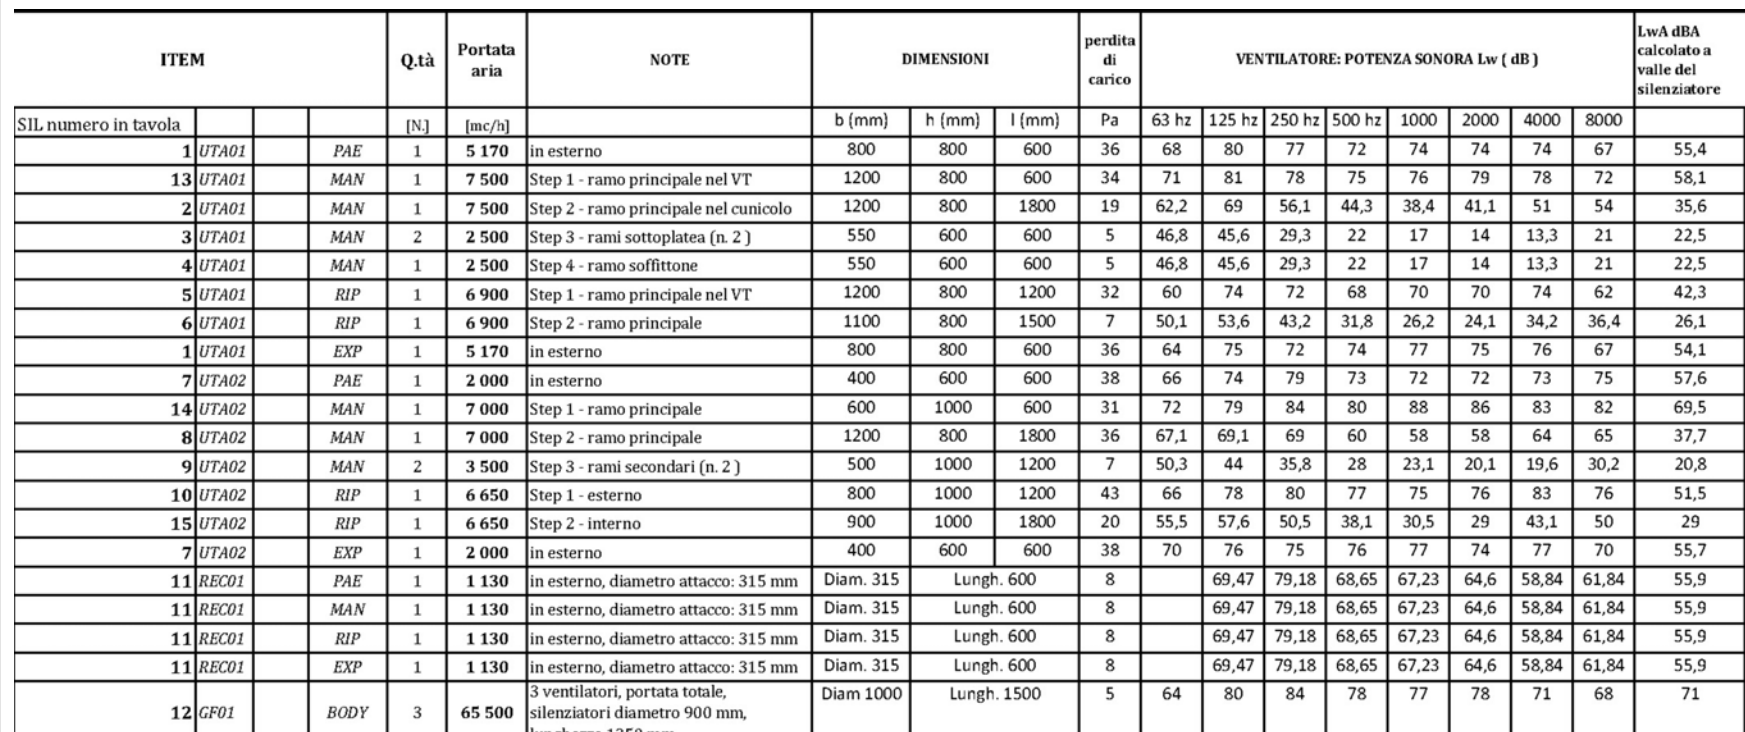 ITEM Q.tà Portata aria NOTE DIMENSIONI perdita di carico VENTILATORE: POTENZA SONORA Lw ( dB ) LwA dBA calcolato a valle del silenziatore
SIL numero in tavola [N.] [mc/h] b (mm) h (mm) l (mm) Pa 63 hz 125 hz 250 hz 500 hz 1000 2000 4000 8000
1 UTA01 PAE 1 5 170 in esterno 800 800 600 36 68 80 77 72 74 74 74 67 55,4
13 UTA01 MAN 1 7 500 Step 1 - ramo principale nel VT 1200 800 600 34 71 81 78 75 76 79 78 72 58,1
2 UTA01 MAN 1 7 500 Step 2 - ramo principale nel cunicolo 1200 800 1800 19 62,2 69 56,1 44,3 38,4 41,1 51 54 35,6
3 UTA01 MAN 2 2 500 Step 3 - rami sottoplatea (n. 2 ) 550 600 600 5 46,8 45,6 29,3 22 17 14 13,3 21 22,5
4 UTA01 MAN 1 2 500 Step 4 - ramo soffittone 550 600 600 5 46,8 45,6 29,3 22 17 14 13,3 21 22,5
5 UTA01 RIP 1 6 900 Step 1 - ramo principale nel VT 1200 800 1200 32 60 74 72 68 70 70 74 62 42,3
6 UTA01 RIP 1 6 900 Step 2 - ramo principale 1100 800 1500 7 50,1 53,6 43,2 31,8 26,2 24,1 34,2 36,4 26,1
1 UTA01 EXP 1 5 170 in esterno 800 800 600 36 64 75 72 74 77 75 76 67 54,1
7 UTA02 PAE 1 2 000 in esterno 400 600 600 38 66 74 79 73 72 72 73 75 57,6
14 UTA02 MAN 1 7 000 Step 1 - ramo principale 600 1000 600 31 72 79 84 80 88 86 83 82 69,5
8 UTA02 MAN 1 7 000 Step 2 - ramo principale 1200 800 1800 36 67,1 69,1 69 60 58 58 64 65 37,7
9 UTA02 MAN 2 3 500 Step 3 - rami secondari (n. 2 ) 500 1000 1200 7 50,3 44 35,8 28 23,1 20,1 19,6 30,2 20,8
10 UTA02 RIP 1 6 650 Step 1 - esterno 800 1000 1200 43 66 78 80 77 75 76 83 76 51,5
15 UTA02 RIP 1 6 650 Step 2 - interno 900 1000 1800 20 55,5 57,6 50,5 38,1 30,5 29 43,1 50 29
7 UTA02 EXP 1 2 000 in esterno 400 600 600 38 70 76 75 76 77 74 77 70 55,7
11 REC01 PAE 1 1 130 in esterno, diametro attacco: 315 mm Diam. 315 Lungh. 600 8 69,47 79,18 68,65 67,23 64,6 58,84 61,84 55,9
11 REC01 MAN 1 1 130 in esterno, diametro attacco: 315 mm Diam. 315 Lungh. 600 8 69,47 79,18 68,65 67,23 64,6 58,84 61,84 55,9
11 REC01 RIP 1 1 130 in esterno, diametro attacco: 315 mm Diam. 315 Lungh. 600 8 69,47 79,18 68,65 67,23 64,6 58,84 61,84 55,9
11 REC01 EXP 1 1 130 in esterno, diametro attacco: 315 mm Diam. 315 Lungh. 600 8 69,47 79,18 68,65 67,23 64,6 58,84 61,84 55,9
12 GF01 BODY 3 65 500 3 ventilatori, portata totale, silenziatori diametro 900 mm, Diam 1000 Lungh. 1500 5 64 80 84 78 77 78 71 68 71